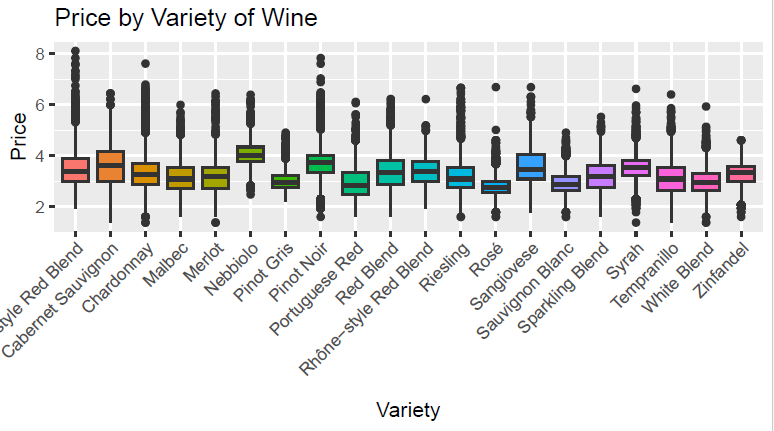 Price by Variety of Wine
8
6
4
2
Price
style Red Blend
Cabernet Sauvignon
Chardonnay
Malbec
Merlot
Nebbiolo
Pinot Gris
Pinot Noir
Portuguese Red
Red Blend
Rhône−style Red Blend
Riesling
Rosé
Sangiovese
Sauvignon Blanc
Sparkling Blend
Syrah
Tempranillo
White Blend
Zinfandel
Variety